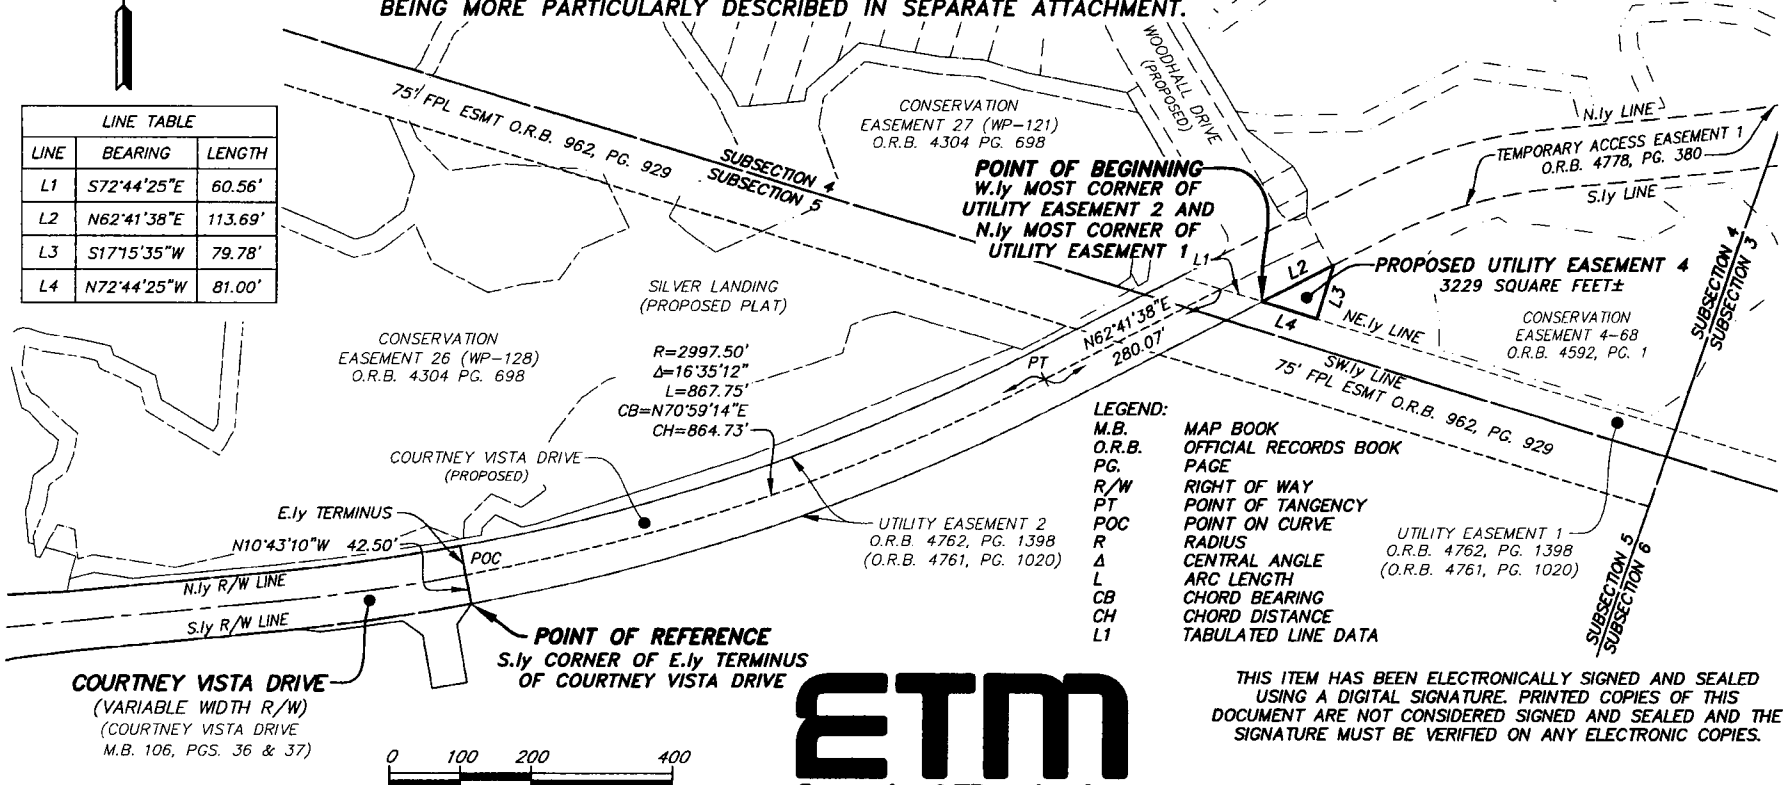 BEING MORE PARTICULARLY DESCRIBED IN SEPARATE ATTACHMENT.
LINE TABLE
LINE BEARING LENGTH
L1 S72°44'25"E 60.56'
L2 N62°41'38"E 113.69'
L3 S17°15'35"W 79.78'
L4 N72°44'25"W 81.00'
75' FPL ESMT O.R.B. 962, PG. 929
SUBSECTION 4
SUBSECTION 5
CONSERVATION
EASEMENT 27 (WP-121)
O.R.B. 4304 PG. 698
WOODHALL DRIVE
(PROPOSED)
N.ly LINE
TEMPORARY ACCESS EASEMENT 1
O.R.B. 4778, PG. 380
S.ly LINE
POINT OF BEGINNING
W.ly MOST CORNER OF
UTILITY EASEMENT 2 AND
N.ly MOST CORNER OF
UTILITY EASEMENT 1
L1
L2
L3
L4
PROPOSED UTILITY EASEMENT 4
3229 SQUARE FEET±
SUBSECTION 4
SUBSECTION 3
NE.ly LINE
CONSERVATION
EASEMENT 4-68
O.R.B. 4592, PG. 1
SW.ly LINE
75' FPL ESMT O.R.B. 962, PG. 929
SILVER LANDING
(PROPOSED PLAT)
CONSERVATION
EASEMENT 26 (WP-128)
O.R.B. 4304 PG. 698
R=2997.50'
Δ=16°35'12"
L=867.75'
CB=N70°59'14"E
CH=864.73'
N62°41'38"E
280.07'
PT
COURTNEY VISTA DRIVE
(PROPOSED)
E.ly TERMINUS
N10°43'10"W 42.50'
POC
N.ly R/W LINE
S.ly R/W LINE
UTILITY EASEMENT 2
O.R.B. 4762, PG. 1398
(O.R.B. 4761, PG. 1020)
LEGEND:
M.B. MAP BOOK
O.R.B. OFFICIAL RECORDS BOOK
PG. PAGE
R/W RIGHT OF WAY
PT POINT OF TANGENCY
POC POINT ON CURVE
R RADIUS
Δ CENTRAL ANGLE
L ARC LENGTH
CB CHORD BEARING
CH CHORD DISTANCE
L1 TABULATED LINE DATA
UTILITY EASEMENT 1
O.R.B. 4762, PG. 1398
(O.R.B. 4761, PG. 1020)
SUBSECTION 5
SUBSECTION 6
POINT OF REFERENCE
S.ly CORNER OF E.ly TERMINUS
OF COURTNEY VISTA DRIVE
COURTNEY VISTA DRIVE
(VARIABLE WIDTH R/W)
(COURTNEY VISTA DRIVE
M.B. 106, PGS. 36 & 37)
THIS ITEM HAS BEEN ELECTRONICALLY SIGNED AND SEALED
USING A DIGITAL SIGNATURE. PRINTED COPIES OF THIS
DOCUMENT ARE NOT CONSIDERED SIGNED AND SEALED AND THE
SIGNATURE MUST BE VERIFIED ON ANY ELECTRONIC COPIES.
ETM
0 100 200 400